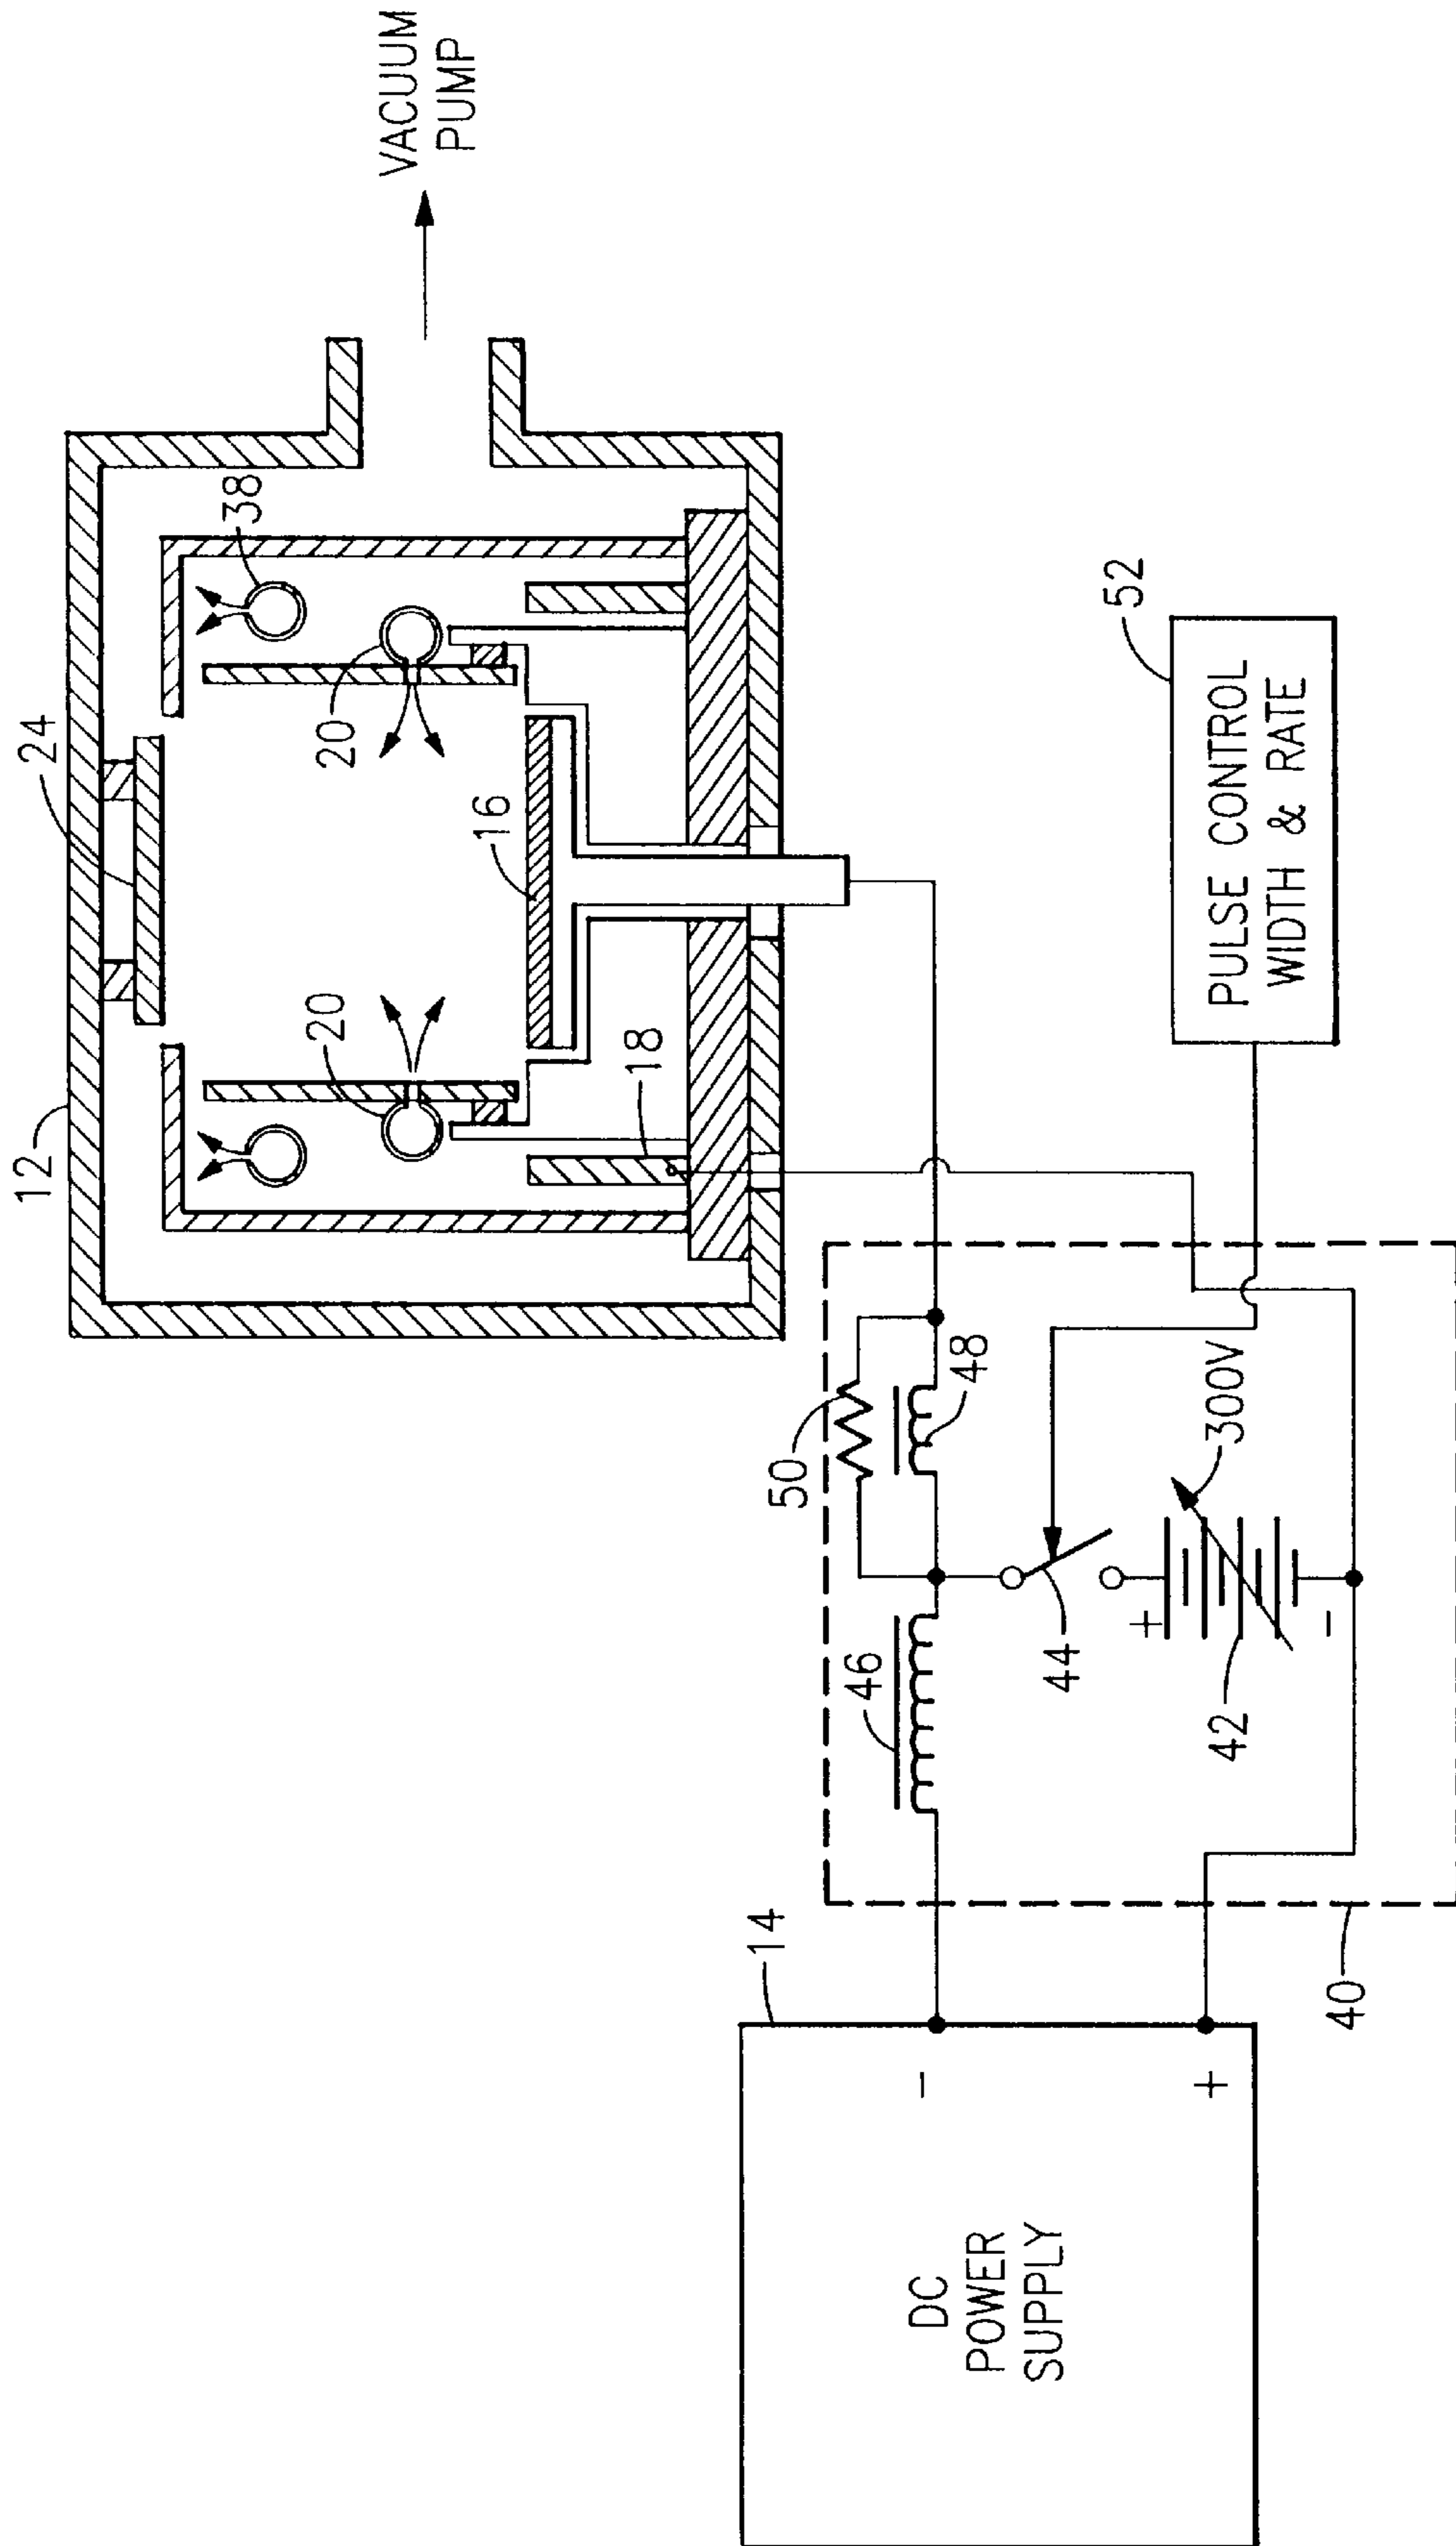 VACUUM
PUMP
12
24
38
20
20
16
18
52
PULSE CONTROL
WIDTH & RATE
50
48
46
44
300V
+
-
42
40
14
-
+
DC
POWER
SUPPLY